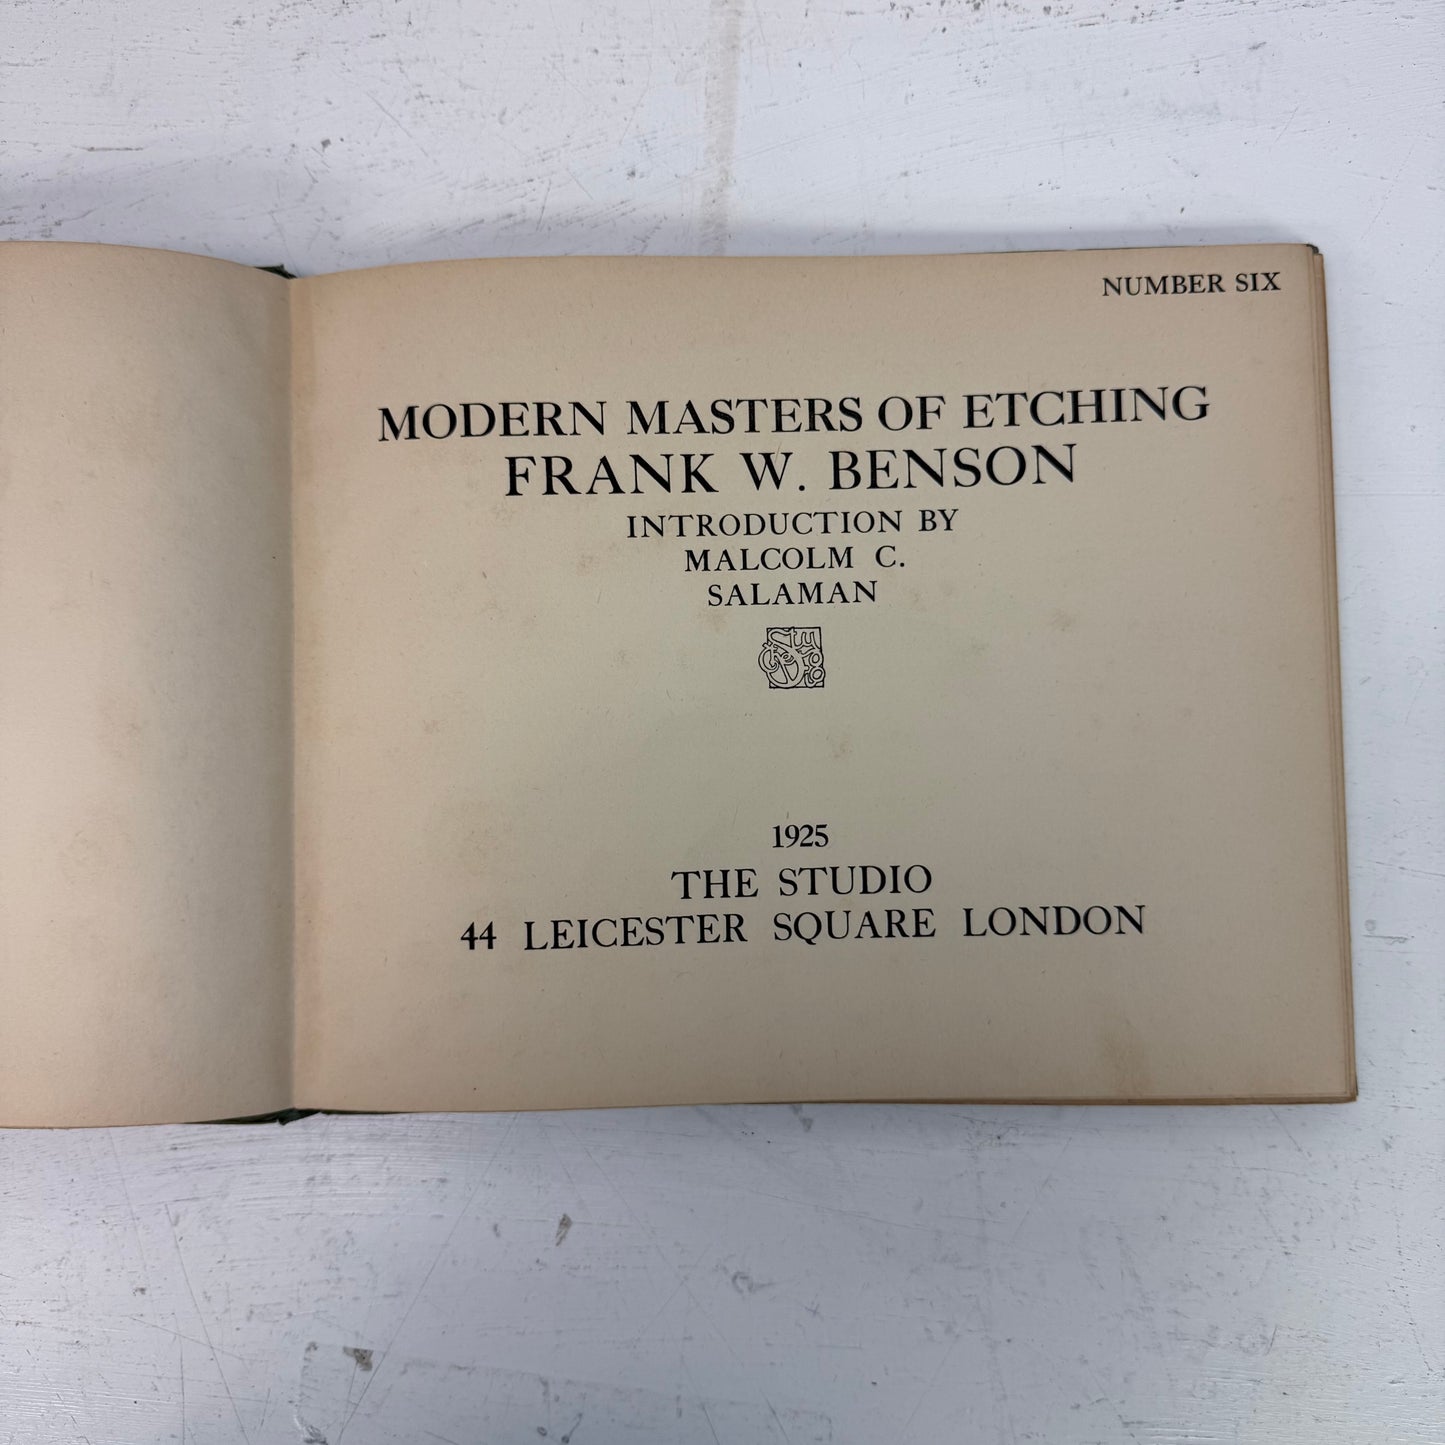 NUMBER SIX
MODERN MASTERS OF ETCHING
FRANK W. BENSON
INTRODUCTION BY
MALCOLM C.
SALAMAN
1925
THE STUDIO
44 LEICESTER SQUARE LONDON